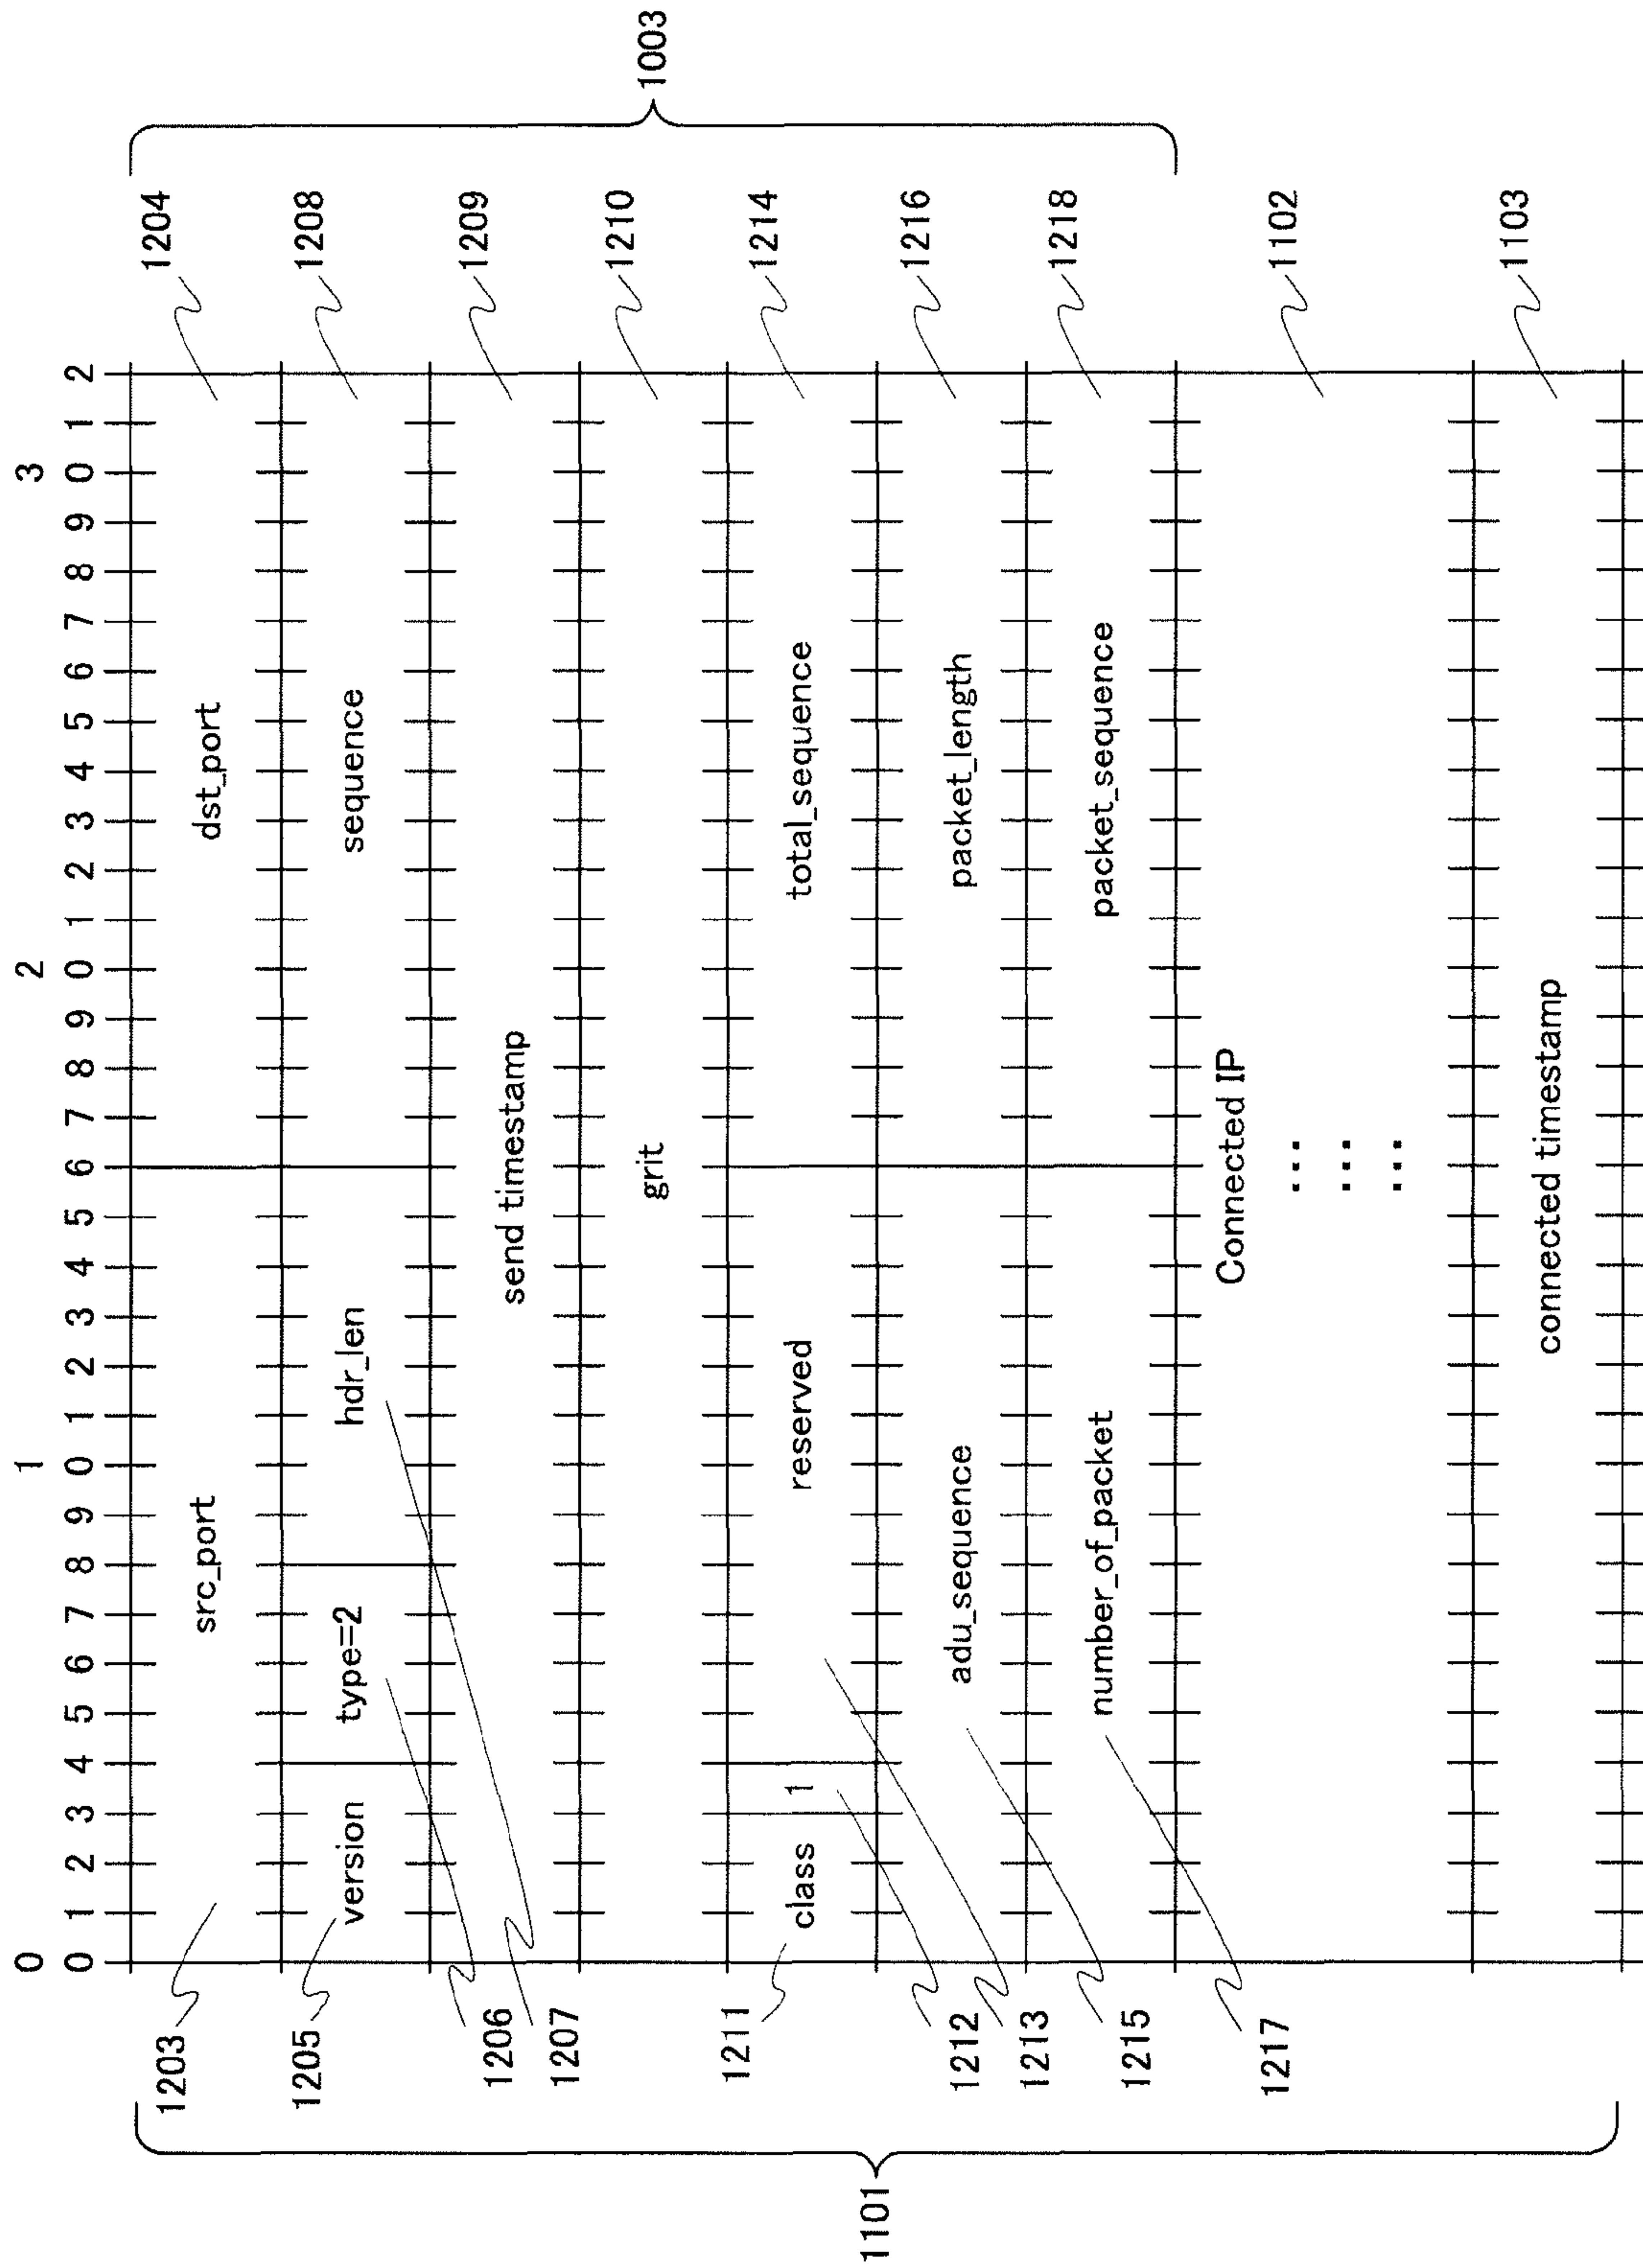 0 1 2 3
0 1 2 3 4 5 6 7 8 9 0 1 2 3 4 5 6 7 8 9 0 1 2 3 4 5 6 7 8 9 0 1 2
1203 src_port dst_port 1204
1205 version type=2 hdr_len sequence 1208
1206
1207
send timestamp 1209
grit 1210
1211 class 1 reserved total_sequence 1214
1212
1213
adu_sequence packet_length 1216
1215
number_of_packet packet_sequence 1218
1217
1003
Connected IP 1102
...
...
...
connected timestamp 1103
1101